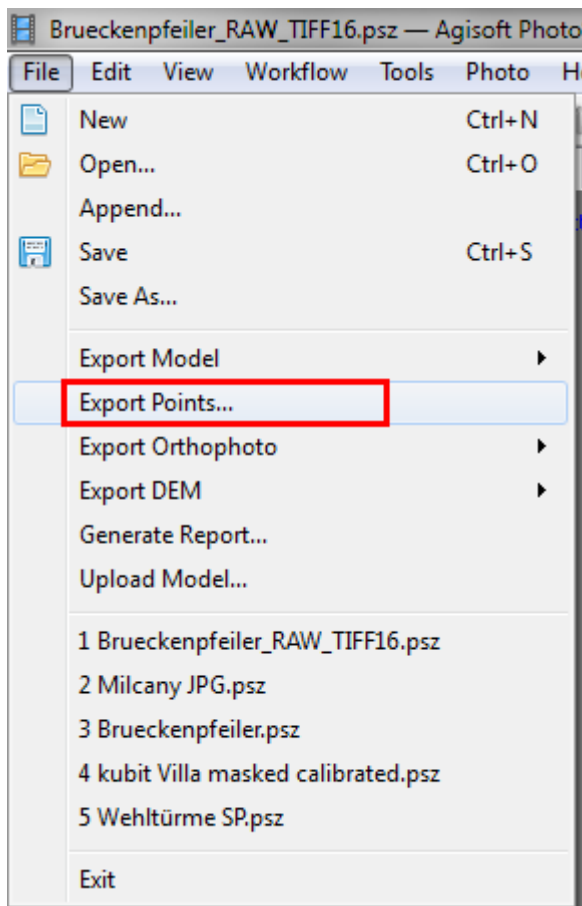 Brueckenpfeiler_RAW_TIFF16.psz — Agisoft Photo
File Edit View Workflow Tools Photo H
New Ctrl+N
Open... Ctrl+O
Append...
Save Ctrl+S
Save As...
Export Model
Export Points...
Export Orthophoto
Export DEM
Generate Report...
Upload Model...
1 Brueckenpfeiler_RAW_TIFF16.psz
2 Milcany JPG.psz
3 Brueckenpfeiler.psz
4 kubit Villa masked calibrated.psz
5 Wehltürme SP.psz
Exit